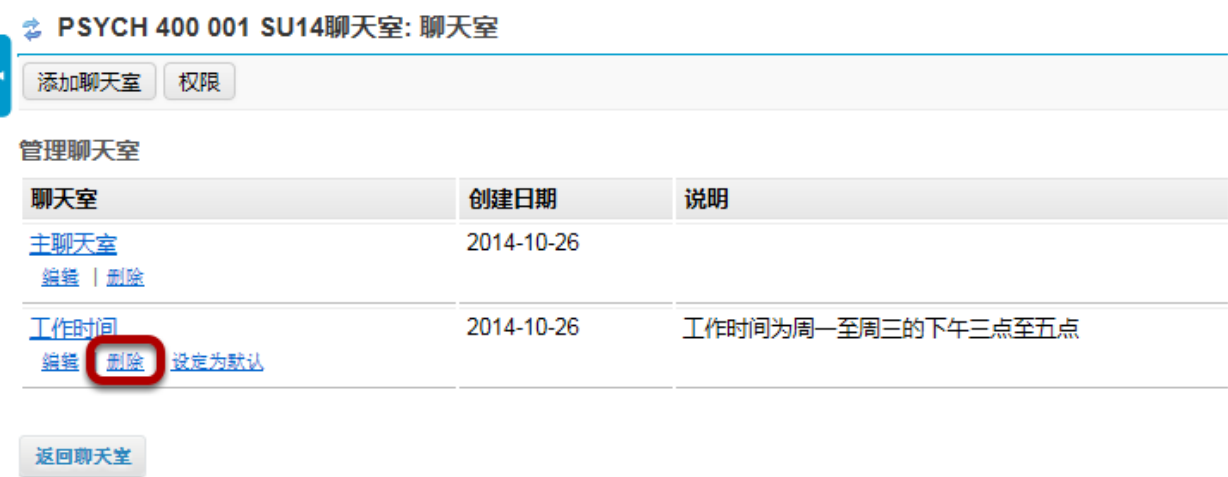 PSYCH 400 001 SU14聊天室: 聊天室
添加聊天室 权限
管理聊天室
聊天室 创建日期 说明
主聊天室 2014-10-26
编辑 | 删除
工作时间 2014-10-26 工作时间为周一至周三的下午三点至五点
编辑 删除 设定为默认
返回聊天室